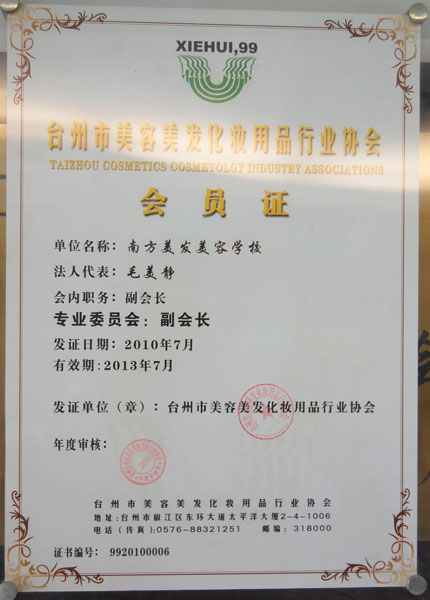 XIEHUI,99
台州市美容美发化妆用品行业协会
TAIZHOU COSMETICS COSMETOLGY INDUSTRY ASSOCIATIONS
会员证
单位名称：南方美发美容学校
法人代表：毛美静
会内职务：副会长
专业委员会：副会长
发证日期：2010年7月
有效期:2013年7月
发证单位（章）：台州市美容美发化妆用品行业协会
年度审核：
台州市美容美发化妆用品行业协会
地址:台州市椒江区东环大道太平洋大厦2-4-1006
电话(传真):0576-88321251 邮编:318000
证书编号：9920100006